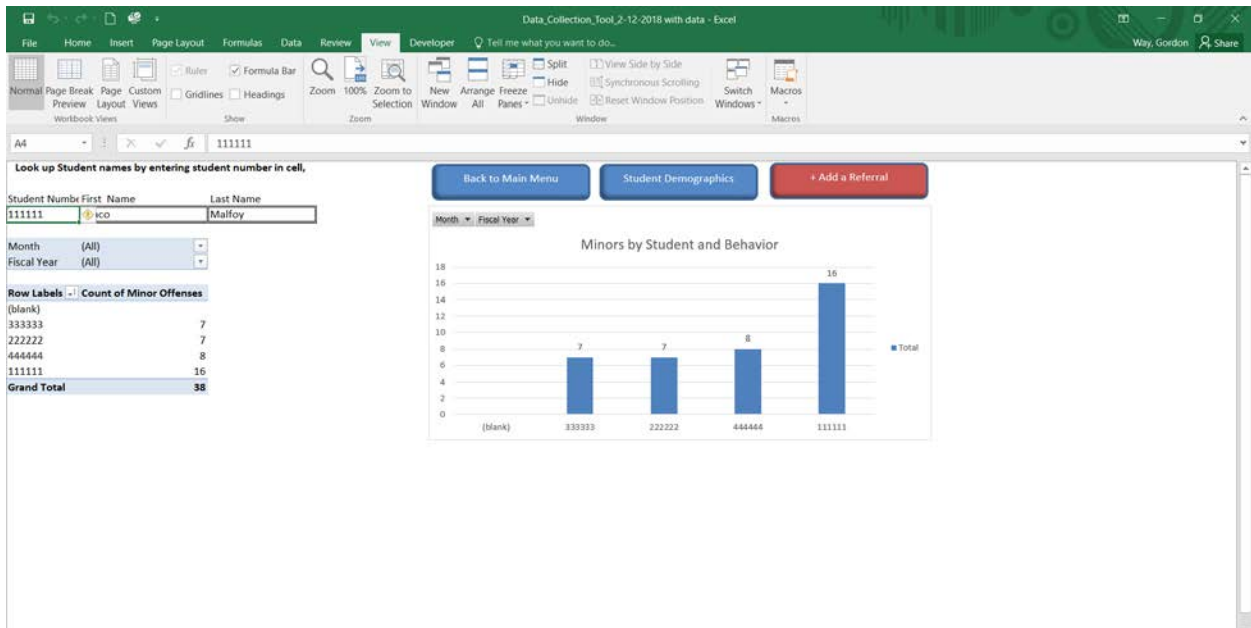 Data_Collection_Tool_2-12-2018 with data - Excel
File Home Insert Page Layout Formulas Data Review View Developer Tell me what you want to do... Way, Gordon Share
Normal Page Break Preview Page Layout Custom Views
Workbook Views
Ruler Formula Bar
Gridlines Headings
Show
Zoom 100% Zoom to Selection
Zoom
New Window Arrange All Freeze Panes
Split
Hide
Unhide
View Side by Side
Synchronous Scrolling
Reset Window Position
Switch Windows
Window
Macros
Macros
A4 fx 111111
Look up Student names by entering student number in cell,
Student Numbe First Name Last Name
111111 ico Malfoy
Month (All)
Fiscal Year (All)
Row Labels Count of Minor Offenses
(blank)
333333 7
222222 7
444444 8
111111 16
Grand Total 38
Back to Main Menu
Student Demographics
+ Add a Referral
Month Fiscal Year
Minors by Student and Behavior
18
16
14
12
10
8
6
4
2
0
7 7 8 16
Total
(blank) 333333 222222 444444 111111